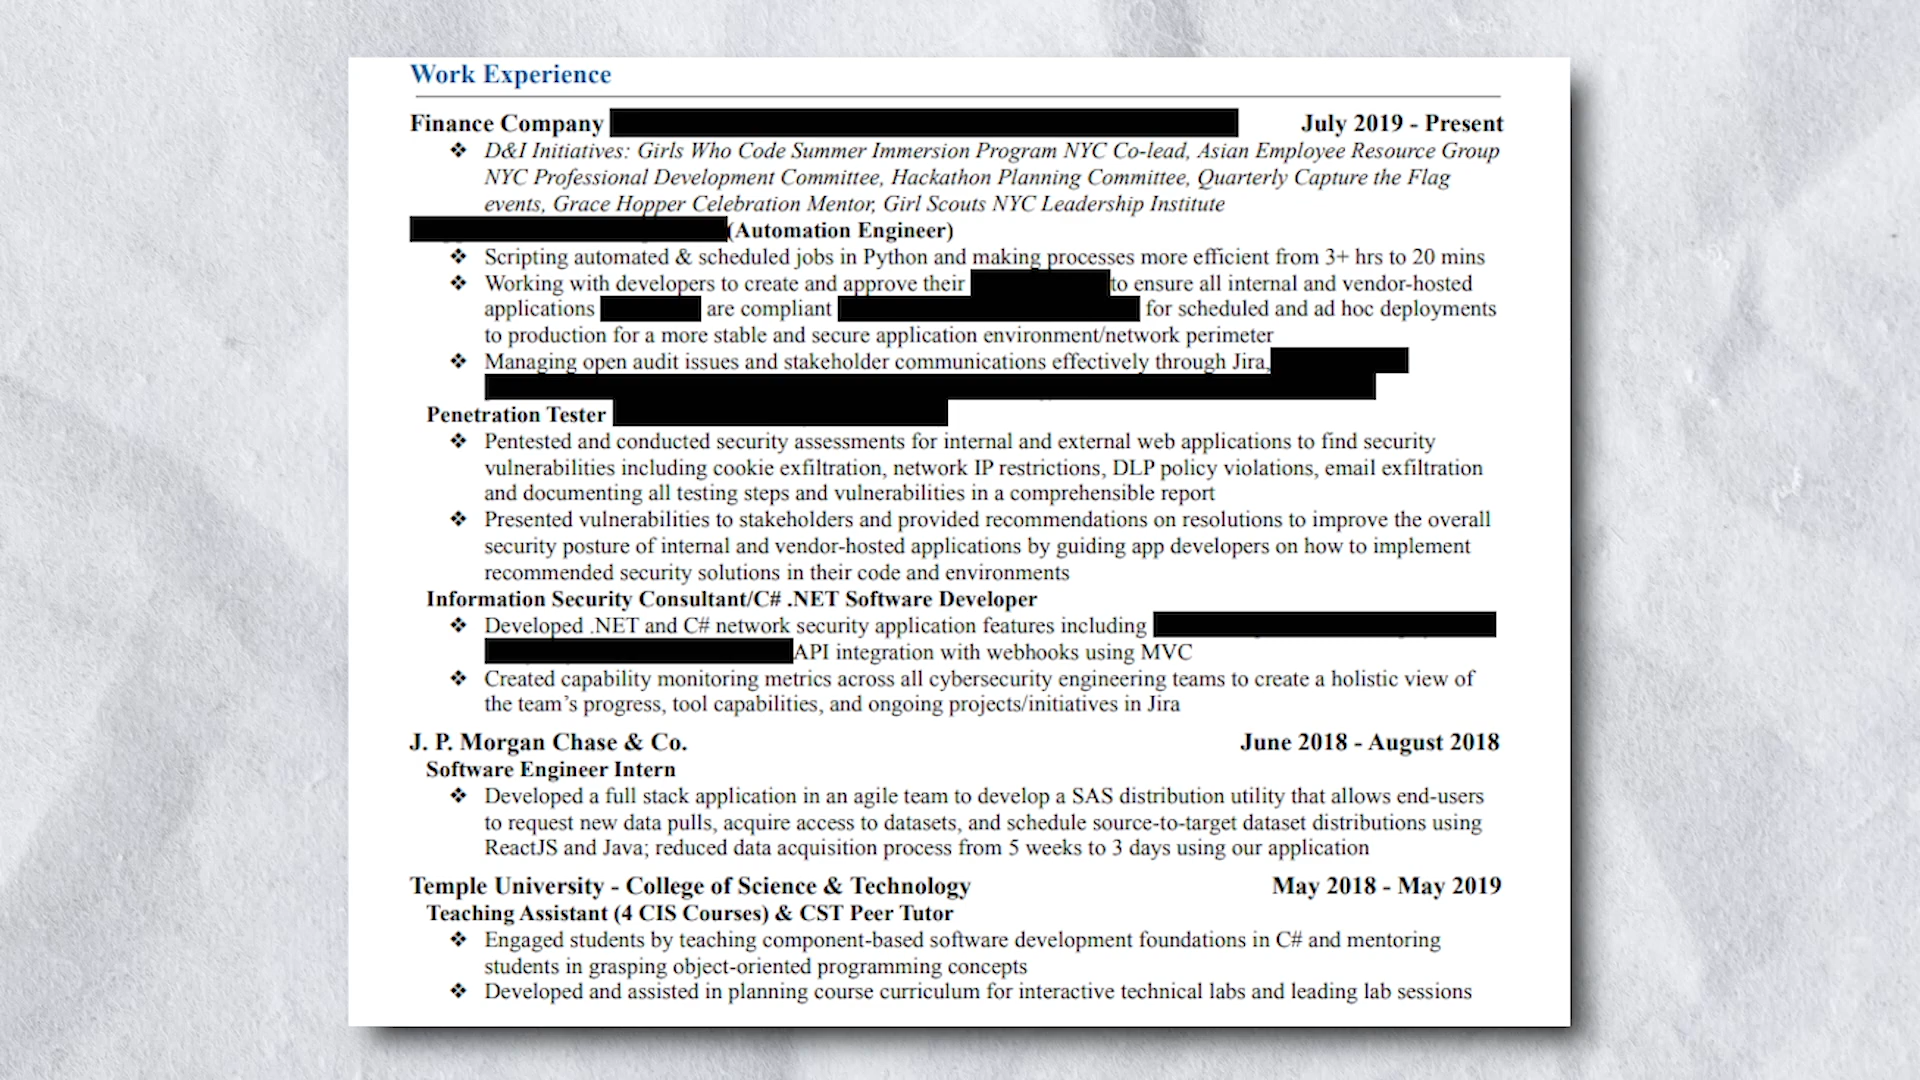 Work Experience
Finance Company July 2019 - Present
❖ D&I Initiatives: Girls Who Code Summer Immersion Program NYC Co-lead, Asian Employee Resource Group
NYC Professional Development Committee, Hackathon Planning Committee, Quarterly Capture the Flag
events, Grace Hopper Celebration Mentor, Girl Scouts NYC Leadership Institute
(Automation Engineer)
❖ Scripting automated & scheduled jobs in Python and making processes more efficient from 3+ hrs to 20 mins
❖ Working with developers to create and approve their to ensure all internal and vendor-hosted
applications are compliant for scheduled and ad hoc deployments
to production for a more stable and secure application environment/network perimeter
❖ Managing open audit issues and stakeholder communications effectively through Jira,
Penetration Tester
❖ Pentested and conducted security assessments for internal and external web applications to find security
vulnerabilities including cookie exfiltration, network IP restrictions, DLP policy violations, email exfiltration
and documenting all testing steps and vulnerabilities in a comprehensible report
❖ Presented vulnerabilities to stakeholders and provided recommendations on resolutions to improve the overall
security posture of internal and vendor-hosted applications by guiding app developers on how to implement
recommended security solutions in their code and environments
Information Security Consultant/C# .NET Software Developer
❖ Developed .NET and C# network security application features including
API integration with webhooks using MVC
❖ Created capability monitoring metrics across all cybersecurity engineering teams to create a holistic view of
the team's progress, tool capabilities, and ongoing projects/initiatives in Jira
J. P. Morgan Chase & Co. June 2018 - August 2018
Software Engineer Intern
❖ Developed a full stack application in an agile team to develop a SAS distribution utility that allows end-users
to request new data pulls, acquire access to datasets, and schedule source-to-target dataset distributions using
ReactJS and Java; reduced data acquisition process from 5 weeks to 3 days using our application
Temple University - College of Science & Technology May 2018 - May 2019
Teaching Assistant (4 CIS Courses) & CST Peer Tutor
❖ Engaged students by teaching component-based software development foundations in C# and mentoring
students in grasping object-oriented programming concepts
❖ Developed and assisted in planning course curriculum for interactive technical labs and leading lab sessions